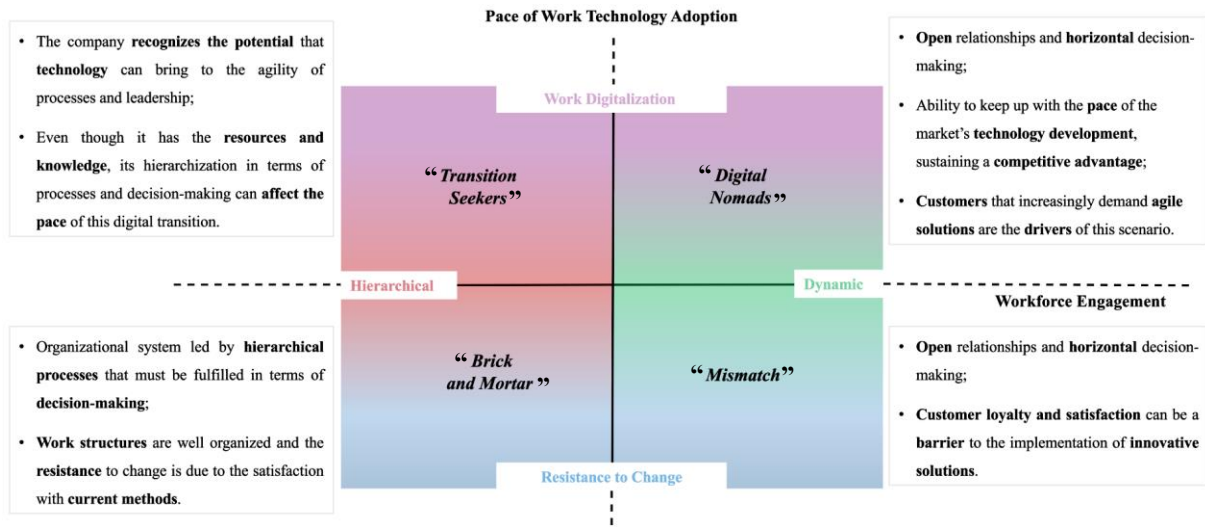 Pace of Work Technology Adoption
• The company recognizes the potential that
technology can bring to the agility of
processes and leadership;
• Even though it has the resources and
knowledge, its hierarchization in terms of
processes and decision-making can affect the
pace of this digital transition.
• Open relationships and horizontal decision-
making;
• Ability to keep up with the pace of the
market’s technology development,
sustaining a competitive advantage;
• Customers that increasingly demand agile
solutions are the drivers of this scenario.
Work Digitalization
“ Transition
Seekers ”
“ Digital
Nomads ”
Hierarchical
Dynamic
Workforce Engagement
• Organizational system led by hierarchical
processes that must be fulfilled in terms of
decision-making;
• Work structures are well organized and the
resistance to change is due to the satisfaction
with current methods.
“ Brick
and Mortar ”
“ Mismatch ”
• Open relationships and horizontal decision-
making;
• Customer loyalty and satisfaction can be a
barrier to the implementation of innovative
solutions.
Resistance to Change